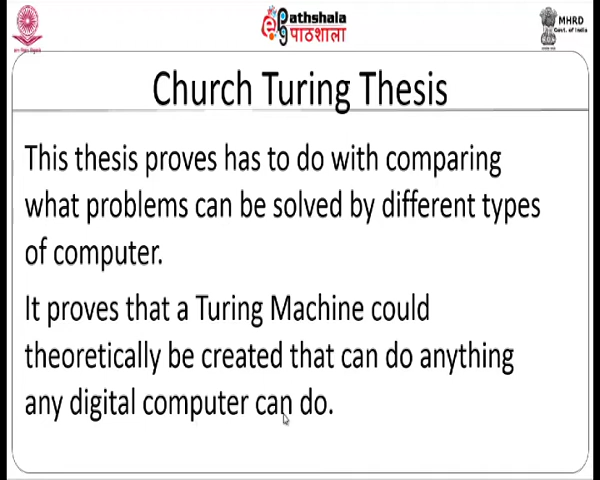 ePathshala
पाठशाला
MHRD
Govt. of India
Church Turing Thesis
This thesis proves has to do with comparing
what problems can be solved by different types
of computer.
It proves that a Turing Machine could
theoretically be created that can do anything
any digital computer can do.